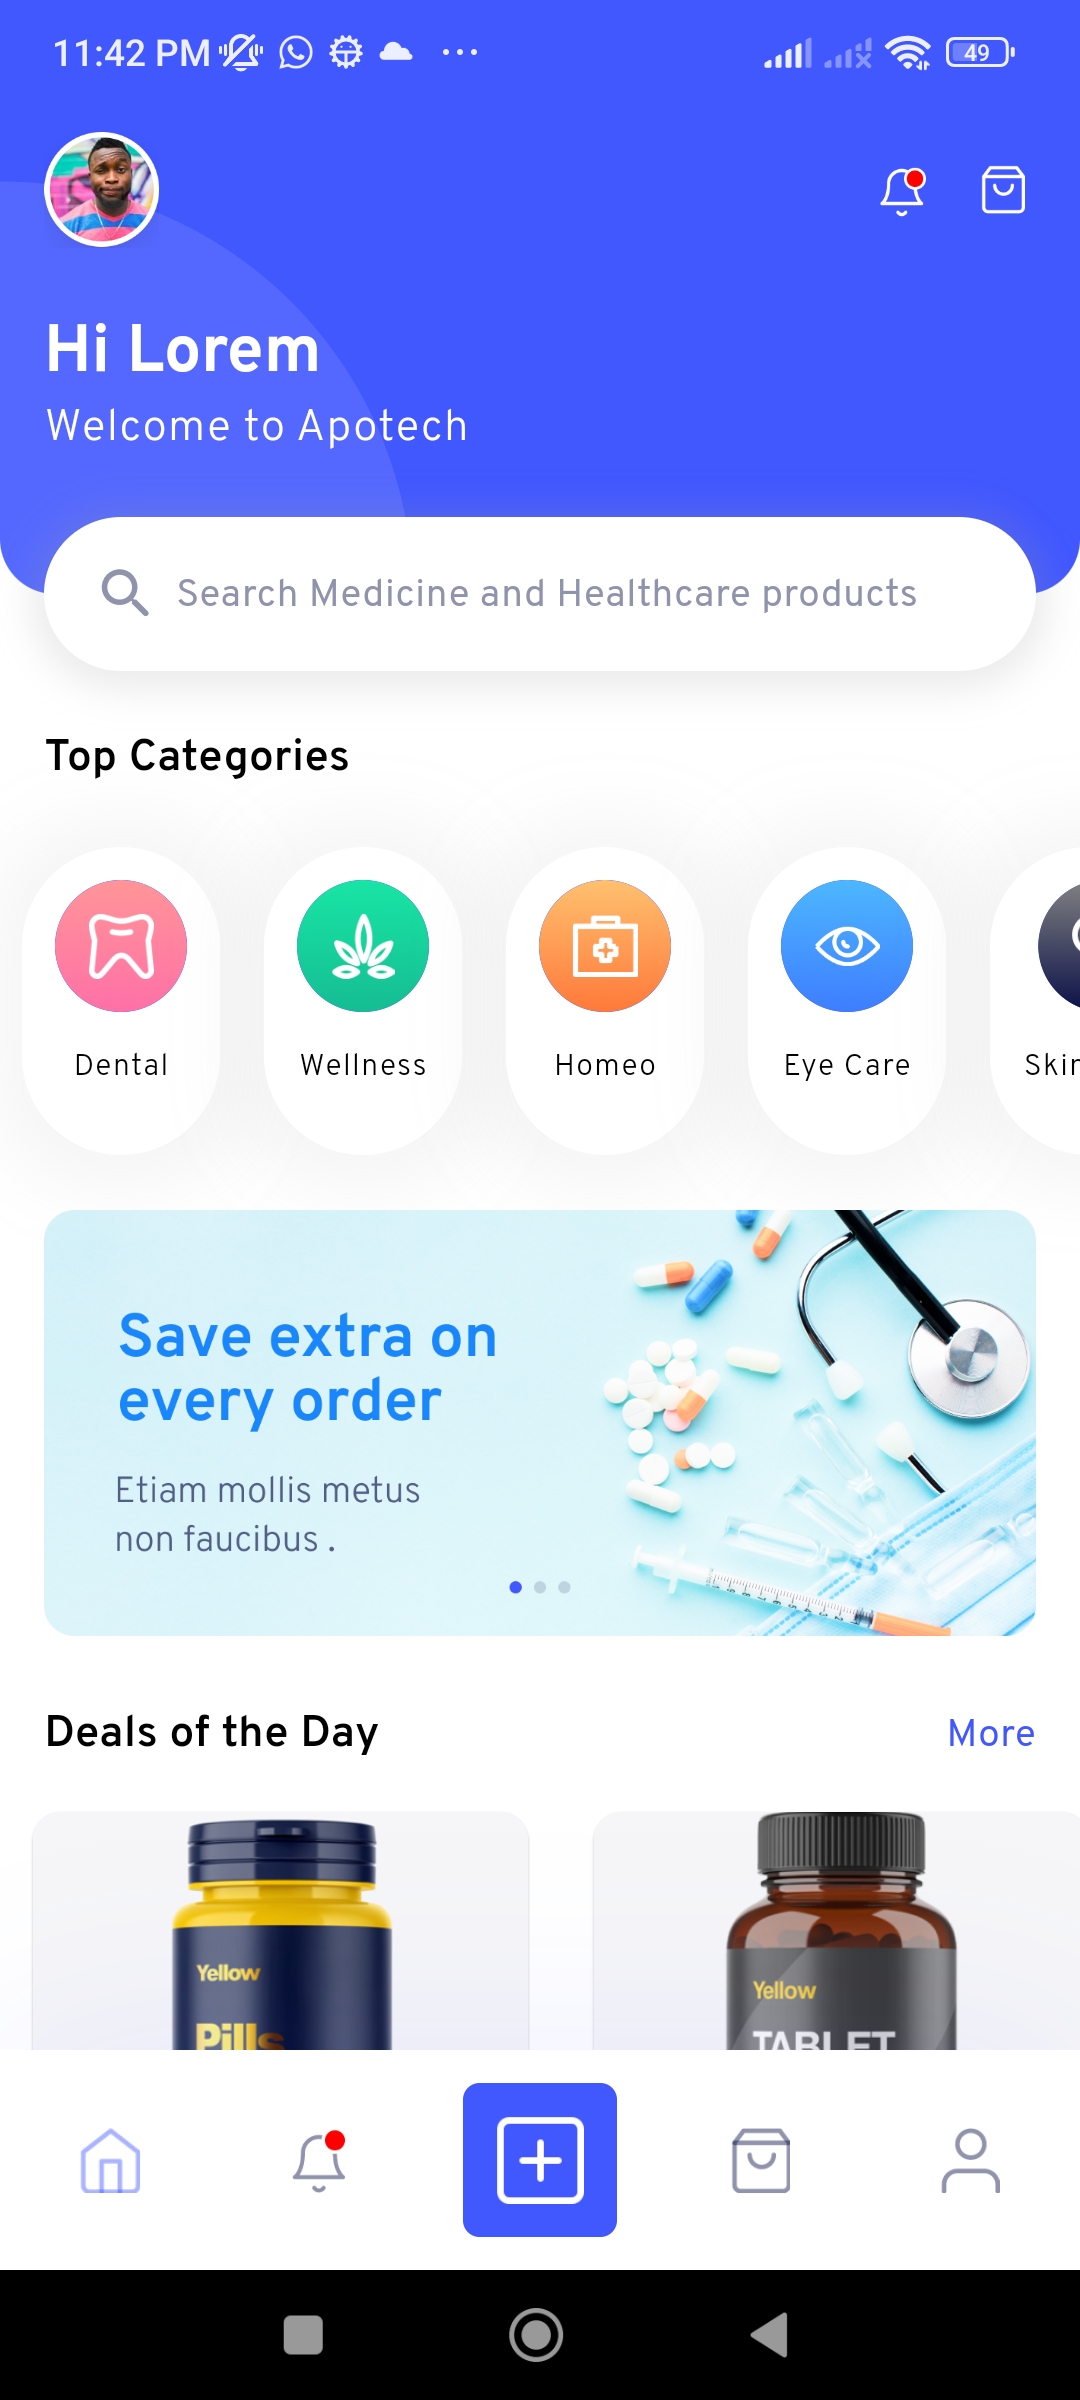 11:42 PM
49
Hi Lorem
Welcome to Apotech
Search Medicine and Healthcare products
Top Categories
Dental
Wellness
Homeo
Eye Care
Skin
Save extra on
every order
Etiam mollis metus
non faucibus .
Deals of the Day
More
Yellow
Pills
Yellow
TABLET